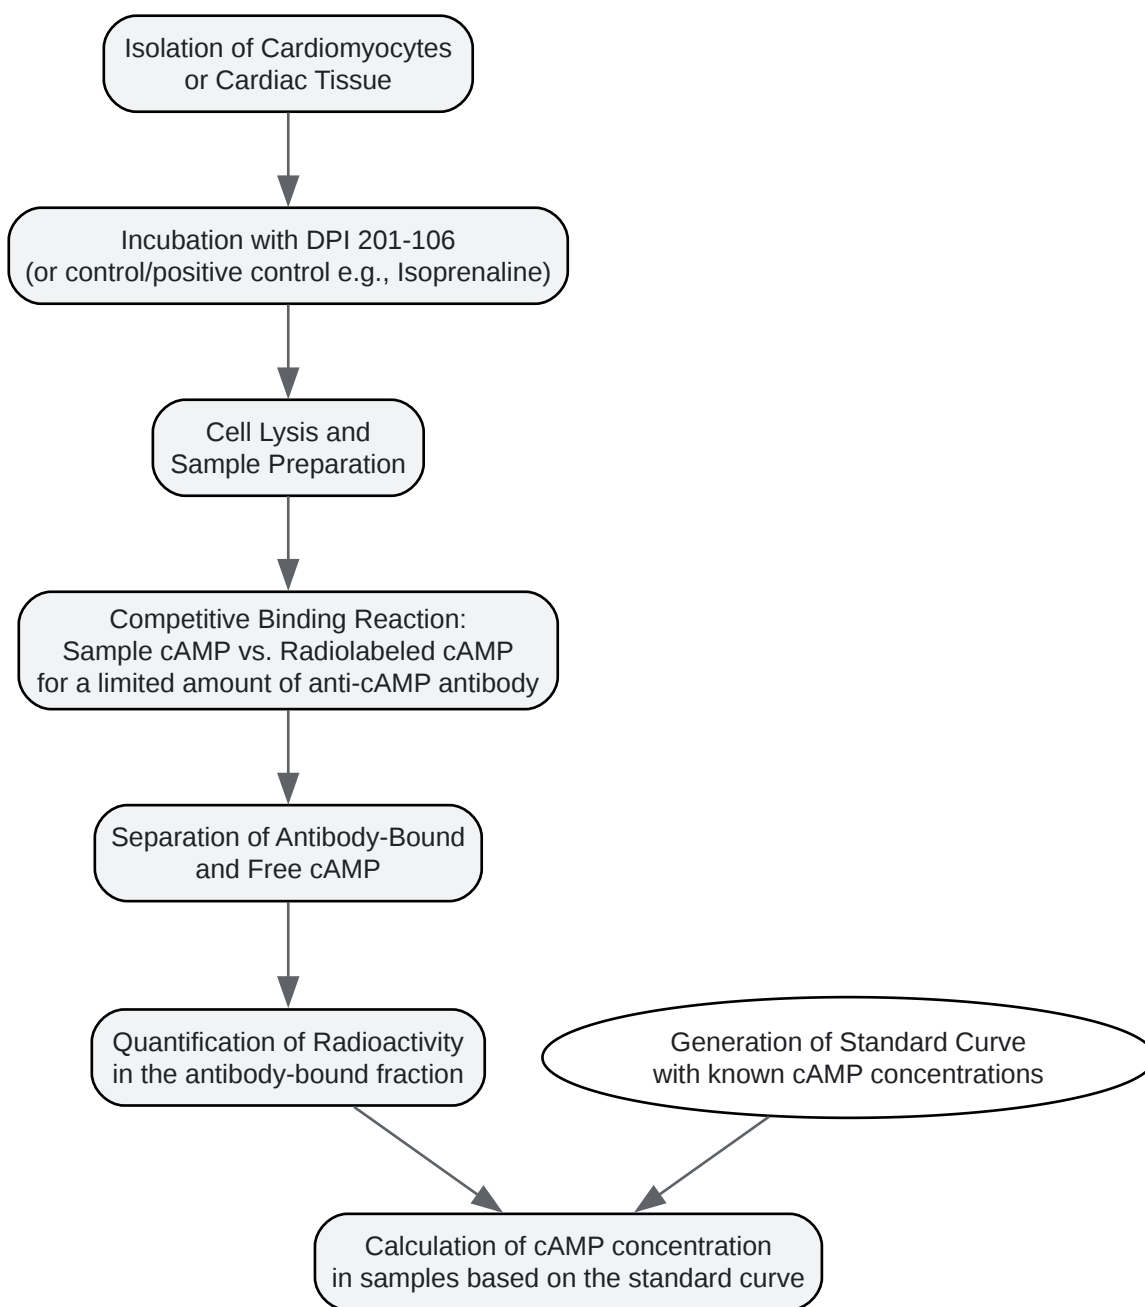 Isolation of Cardiomyocytes
or Cardiac Tissue
Incubation with DPI 201-106
(or control/positive control e.g., Isoprenaline)
Cell Lysis and
Sample Preparation
Competitive Binding Reaction:
Sample cAMP vs. Radiolabeled cAMP
for a limited amount of anti-cAMP antibody
Separation of Antibody-Bound
and Free cAMP
Quantification of Radioactivity
in the antibody-bound fraction
Generation of Standard Curve
with known cAMP concentrations
Calculation of cAMP concentration
in samples based on the standard curve